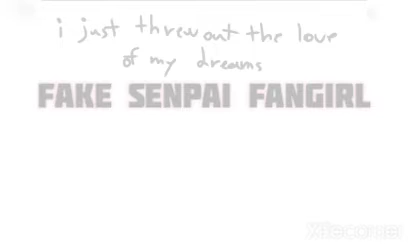 i just threw out the love
of my dreams
FAKE SENPAI FANGIRL
XRecorder